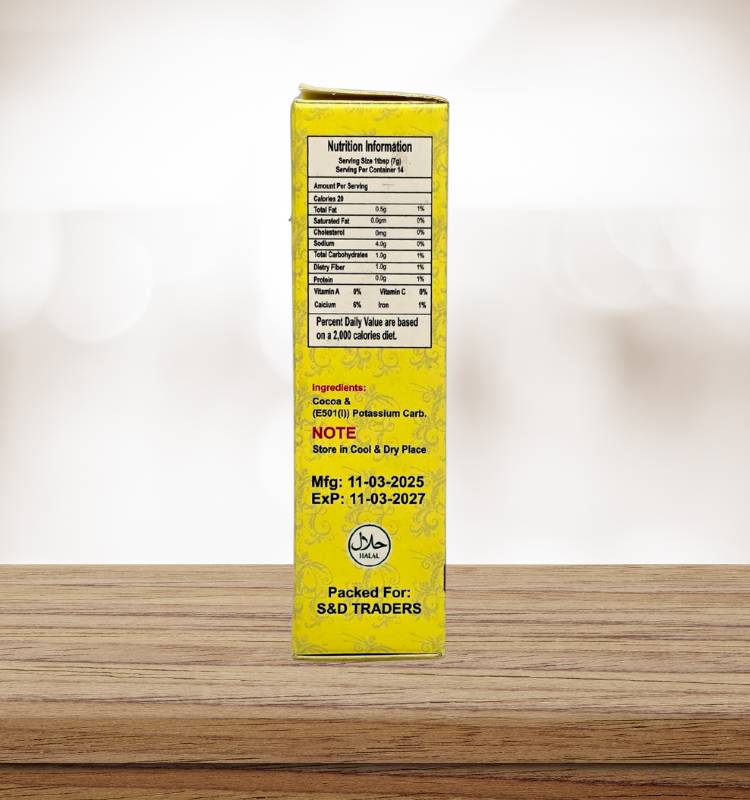 Nutrition Information
Serving Size 1tbsp (7g)
Serving Per Container 14
Amount Per Serving
Calories 20
Total Fat 0.5g 1%
Saturated Fat 0.0gm 0%
Cholesterol 0mg 0%
Sodium 4.0g 0%
Total Carbohydrates 1.0g 1%
Dietry Fiber 1.0g 1%
Protein 0.0g 1%
Vitamin A 0% Vitamin C 0%
Calcium 6% Iron 1%
Percent Daily Value are based
on a 2,000 calories diet.
Ingredients:
Cocoa &
(E501(I)) Potassium Carb.
NOTE
Store in Cool & Dry Place
Mfg: 11-03-2025
ExP: 11-03-2027
حلال
HALAL
Packed For:
S&D TRADERS